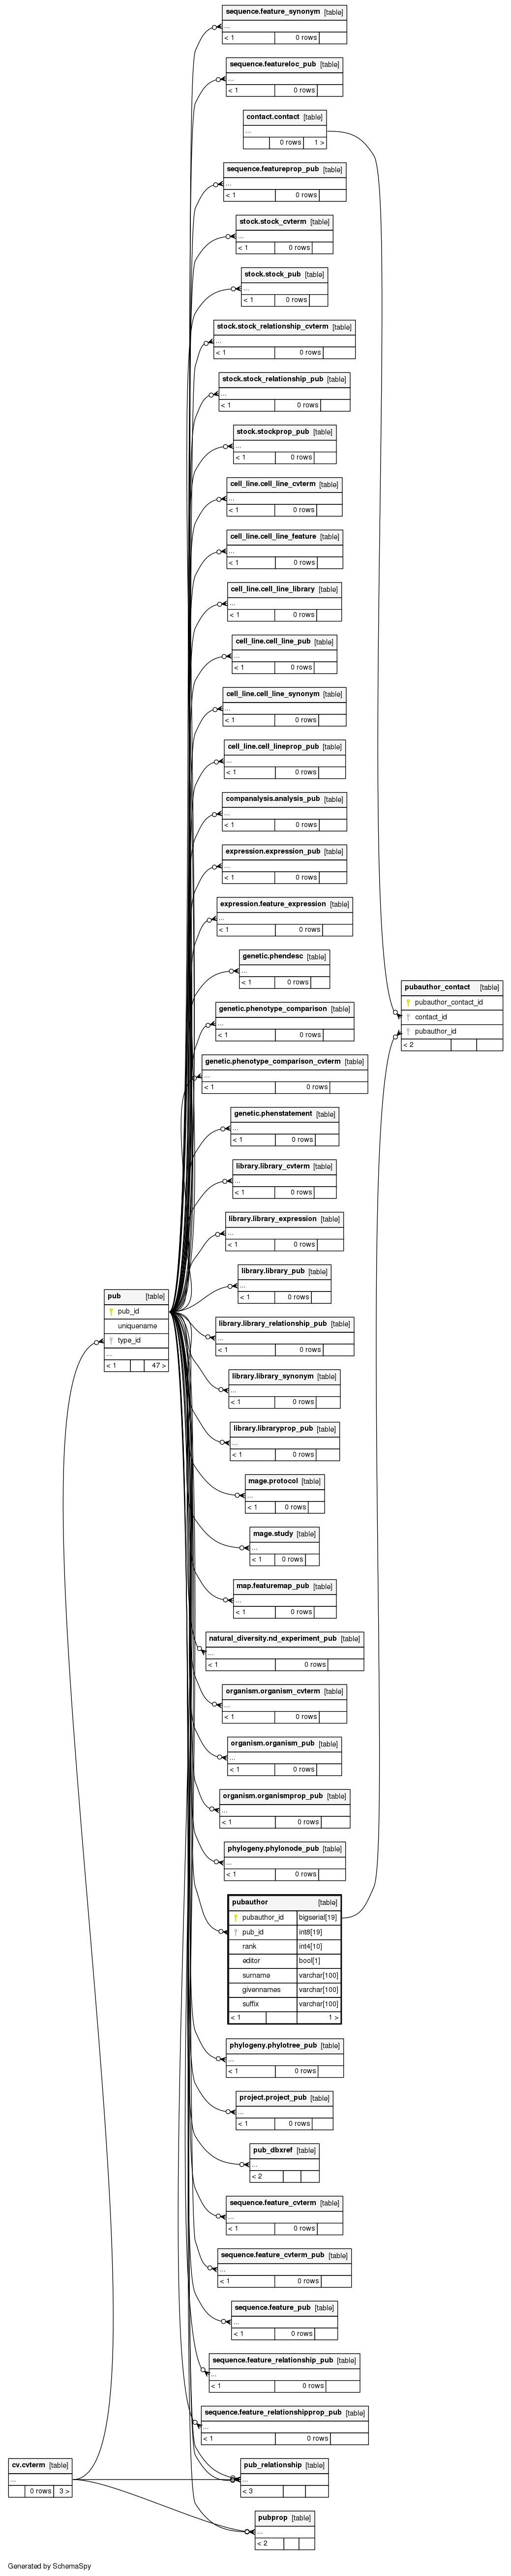 sequence.feature_synonym [table]
...
< 1 0 rows
sequence.featureloc_pub [table]
...
< 1 0 rows
contact.contact [table]
...
0 rows 1 >
sequence.featureprop_pub [table]
...
< 1 0 rows
stock.stock_cvterm [table]
...
< 1 0 rows
stock.stock_pub [table]
...
< 1 0 rows
stock.stock_relationship_cvterm [table]
...
< 1 0 rows
stock.stock_relationship_pub [table]
...
< 1 0 rows
stock.stockprop_pub [table]
...
< 1 0 rows
cell_line.cell_line_cvterm [table]
...
< 1 0 rows
cell_line.cell_line_feature [table]
...
< 1 0 rows
cell_line.cell_line_library [table]
...
< 1 0 rows
cell_line.cell_line_pub [table]
...
< 1 0 rows
cell_line.cell_line_synonym [table]
...
< 1 0 rows
cell_line.cell_lineprop_pub [table]
...
< 1 0 rows
companalysis.analysis_pub [table]
...
< 1 0 rows
expression.expression_pub [table]
...
< 1 0 rows
expression.feature_expression [table]
...
< 1 0 rows
genetic.phendesc [table]
...
< 1 0 rows
pubauthor_contact [table]
pubauthor_contact_id
contact_id
pubauthor_id
< 2
genetic.phenotype_comparison [table]
...
< 1 0 rows
genetic.phenotype_comparison_cvterm [table]
...
< 1 0 rows
genetic.phenstatement [table]
...
< 1 0 rows
library.library_cvterm [table]
...
< 1 0 rows
library.library_expression [table]
...
< 1 0 rows
library.library_pub [table]
...
< 1 0 rows
pub [table]
pub_id
uniquename
type_id
...
< 1 47 >
library.library_relationship_pub [table]
...
< 1 0 rows
library.library_synonym [table]
...
< 1 0 rows
library.libraryprop_pub [table]
...
< 1 0 rows
mage.protocol [table]
...
< 1 0 rows
mage.study [table]
...
< 1 0 rows
map.featuremap_pub [table]
...
< 1 0 rows
natural_diversity.nd_experiment_pub [table]
...
< 1 0 rows
organism.organism_cvterm [table]
...
< 1 0 rows
organism.organism_pub [table]
...
< 1 0 rows
organism.organismprop_pub [table]
...
< 1 0 rows
phylogeny.phylonode_pub [table]
...
< 1 0 rows
pubauthor [table]
pubauthor_id bigserial[19]
pub_id int8[19]
rank int4[10]
editor bool[1]
surname varchar[100]
givennames varchar[100]
suffix varchar[100]
< 1 1 >
phylogeny.phylotree_pub [table]
...
< 1 0 rows
project.project_pub [table]
...
< 1 0 rows
pub_dbxref [table]
...
< 2
sequence.feature_cvterm [table]
...
< 1 0 rows
sequence.feature_cvterm_pub [table]
...
< 1 0 rows
sequence.feature_pub [table]
...
< 1 0 rows
sequence.feature_relationship_pub [table]
...
< 1 0 rows
sequence.feature_relationshipprop_pub [table]
...
< 1 0 rows
cv.cvterm [table]
...
0 rows 3 >
pub_relationship [table]
...
< 3
pubprop [table]
...
< 2
Generated by SchemaSpy